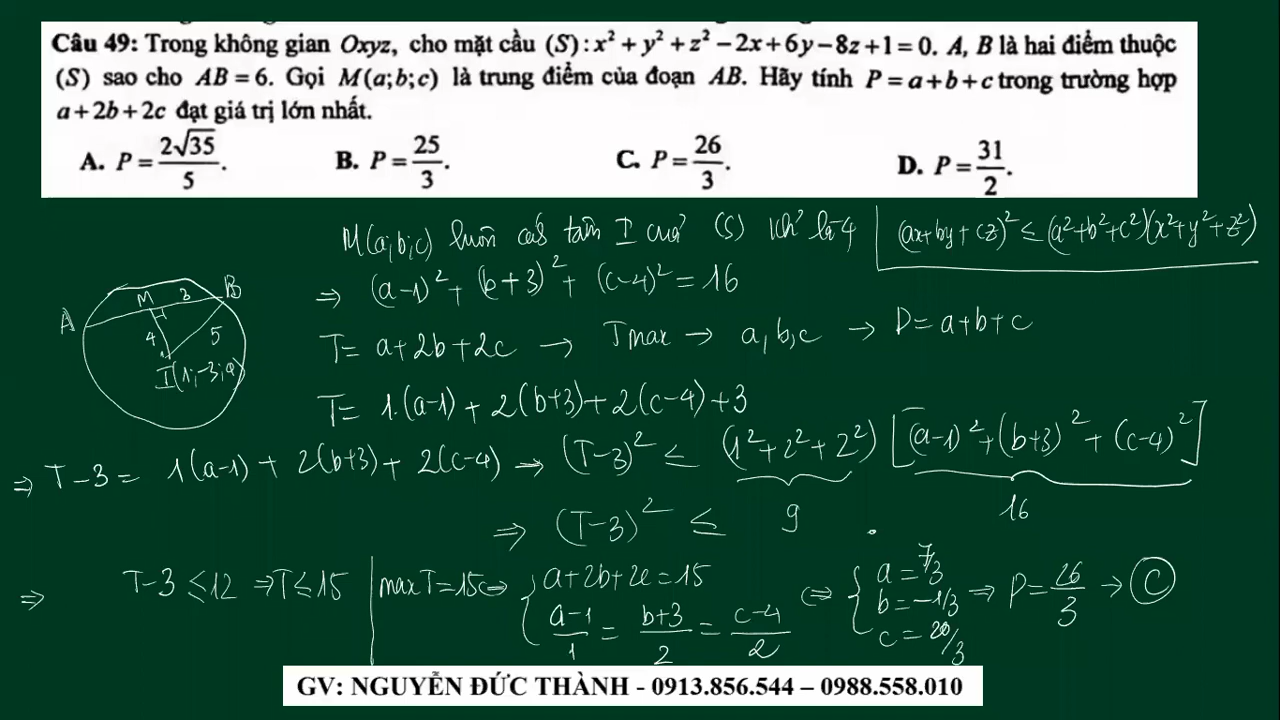 Câu 49: Trong không gian Oxyz, cho mặt cầu (S): x² + y² + z² − 2x + 6y − 8z + 1 = 0. A, B là hai điểm thuộc
(S) sao cho AB = 6. Gọi M(a;b;c) là trung điểm của đoạn AB. Hãy tính P = a + b + c trong trường hợp
a + 2b + 2c đạt giá trị lớn nhất.
A. P = 2√35/5. B. P = 25/3. C. P = 26/3. D. P = 31/2.
M(a;b;c) luôn cách tâm I của (S) là 4
(ax+by+cz)² ≤ (a²+b²+c²)(x²+y²+z²)
⇒ (a−1)² + (b+3)² + (c−4)² = 16
A M 3 B
4 5
I(1;−3;4)
T = a+2b+2c → Tmax → a, b, c → P = a+b+c
T = 1.(a−1) + 2(b+3) + 2(c−4) + 3
⇒ T−3 = 1(a−1) + 2(b+3) + 2(c−4) → (T−3)² ≤ (1²+2²+2²) [(a−1)² + (b+3)² + (c−4)²]
⇒ (T−3)² ≤ 9 . 16
⇒ T−3 ≤ 12 ⇒ T ≤ 15 | max T = 15 ⇔ { a+2b+2c = 15
(a−1)/1 = (b+3)/2 = (c−4)/2
⇔ { a = 7/3
b = −1/3
c = 20/3
⇒ P = 26/3 → C
GV: NGUYỄN ĐỨC THÀNH - 0913.856.544 – 0988.558.010